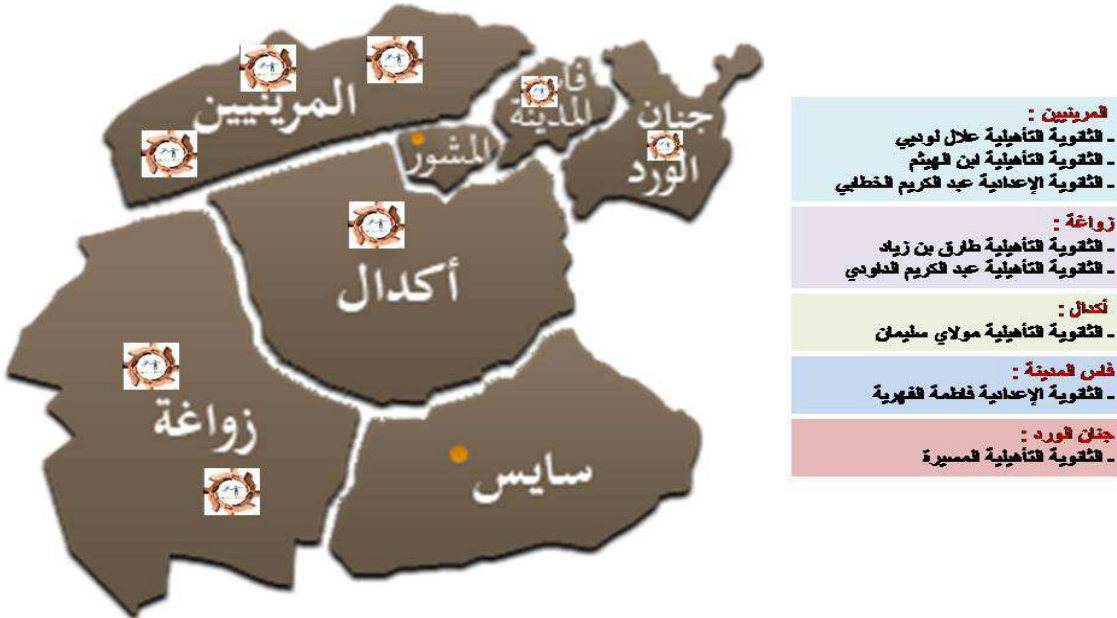 المرينيين
فاس
المدينة
جنان
الورد
المشور
أكدال
زواغة
سايس
المرينيين :
ـ الثانوية التأهيلية علال لوديي
ـ الثانوية التأهيلية ابن الهيثم
ـ الثانوية الإعدادية عبد الكريم الخطابي
زواغة :
ـ الثانوية التأهيلية طارق بن زياد
ـ الثانوية التأهيلية عبد الكريم الداودي
أكدال :
ـ الثانوية التأهيلية مولاي سليمان
فاس المدينة :
ـ الثانوية الإعدادية فاطمة الفهرية
جنان الورد :
ـ الثانوية التأهيلية المسيرة